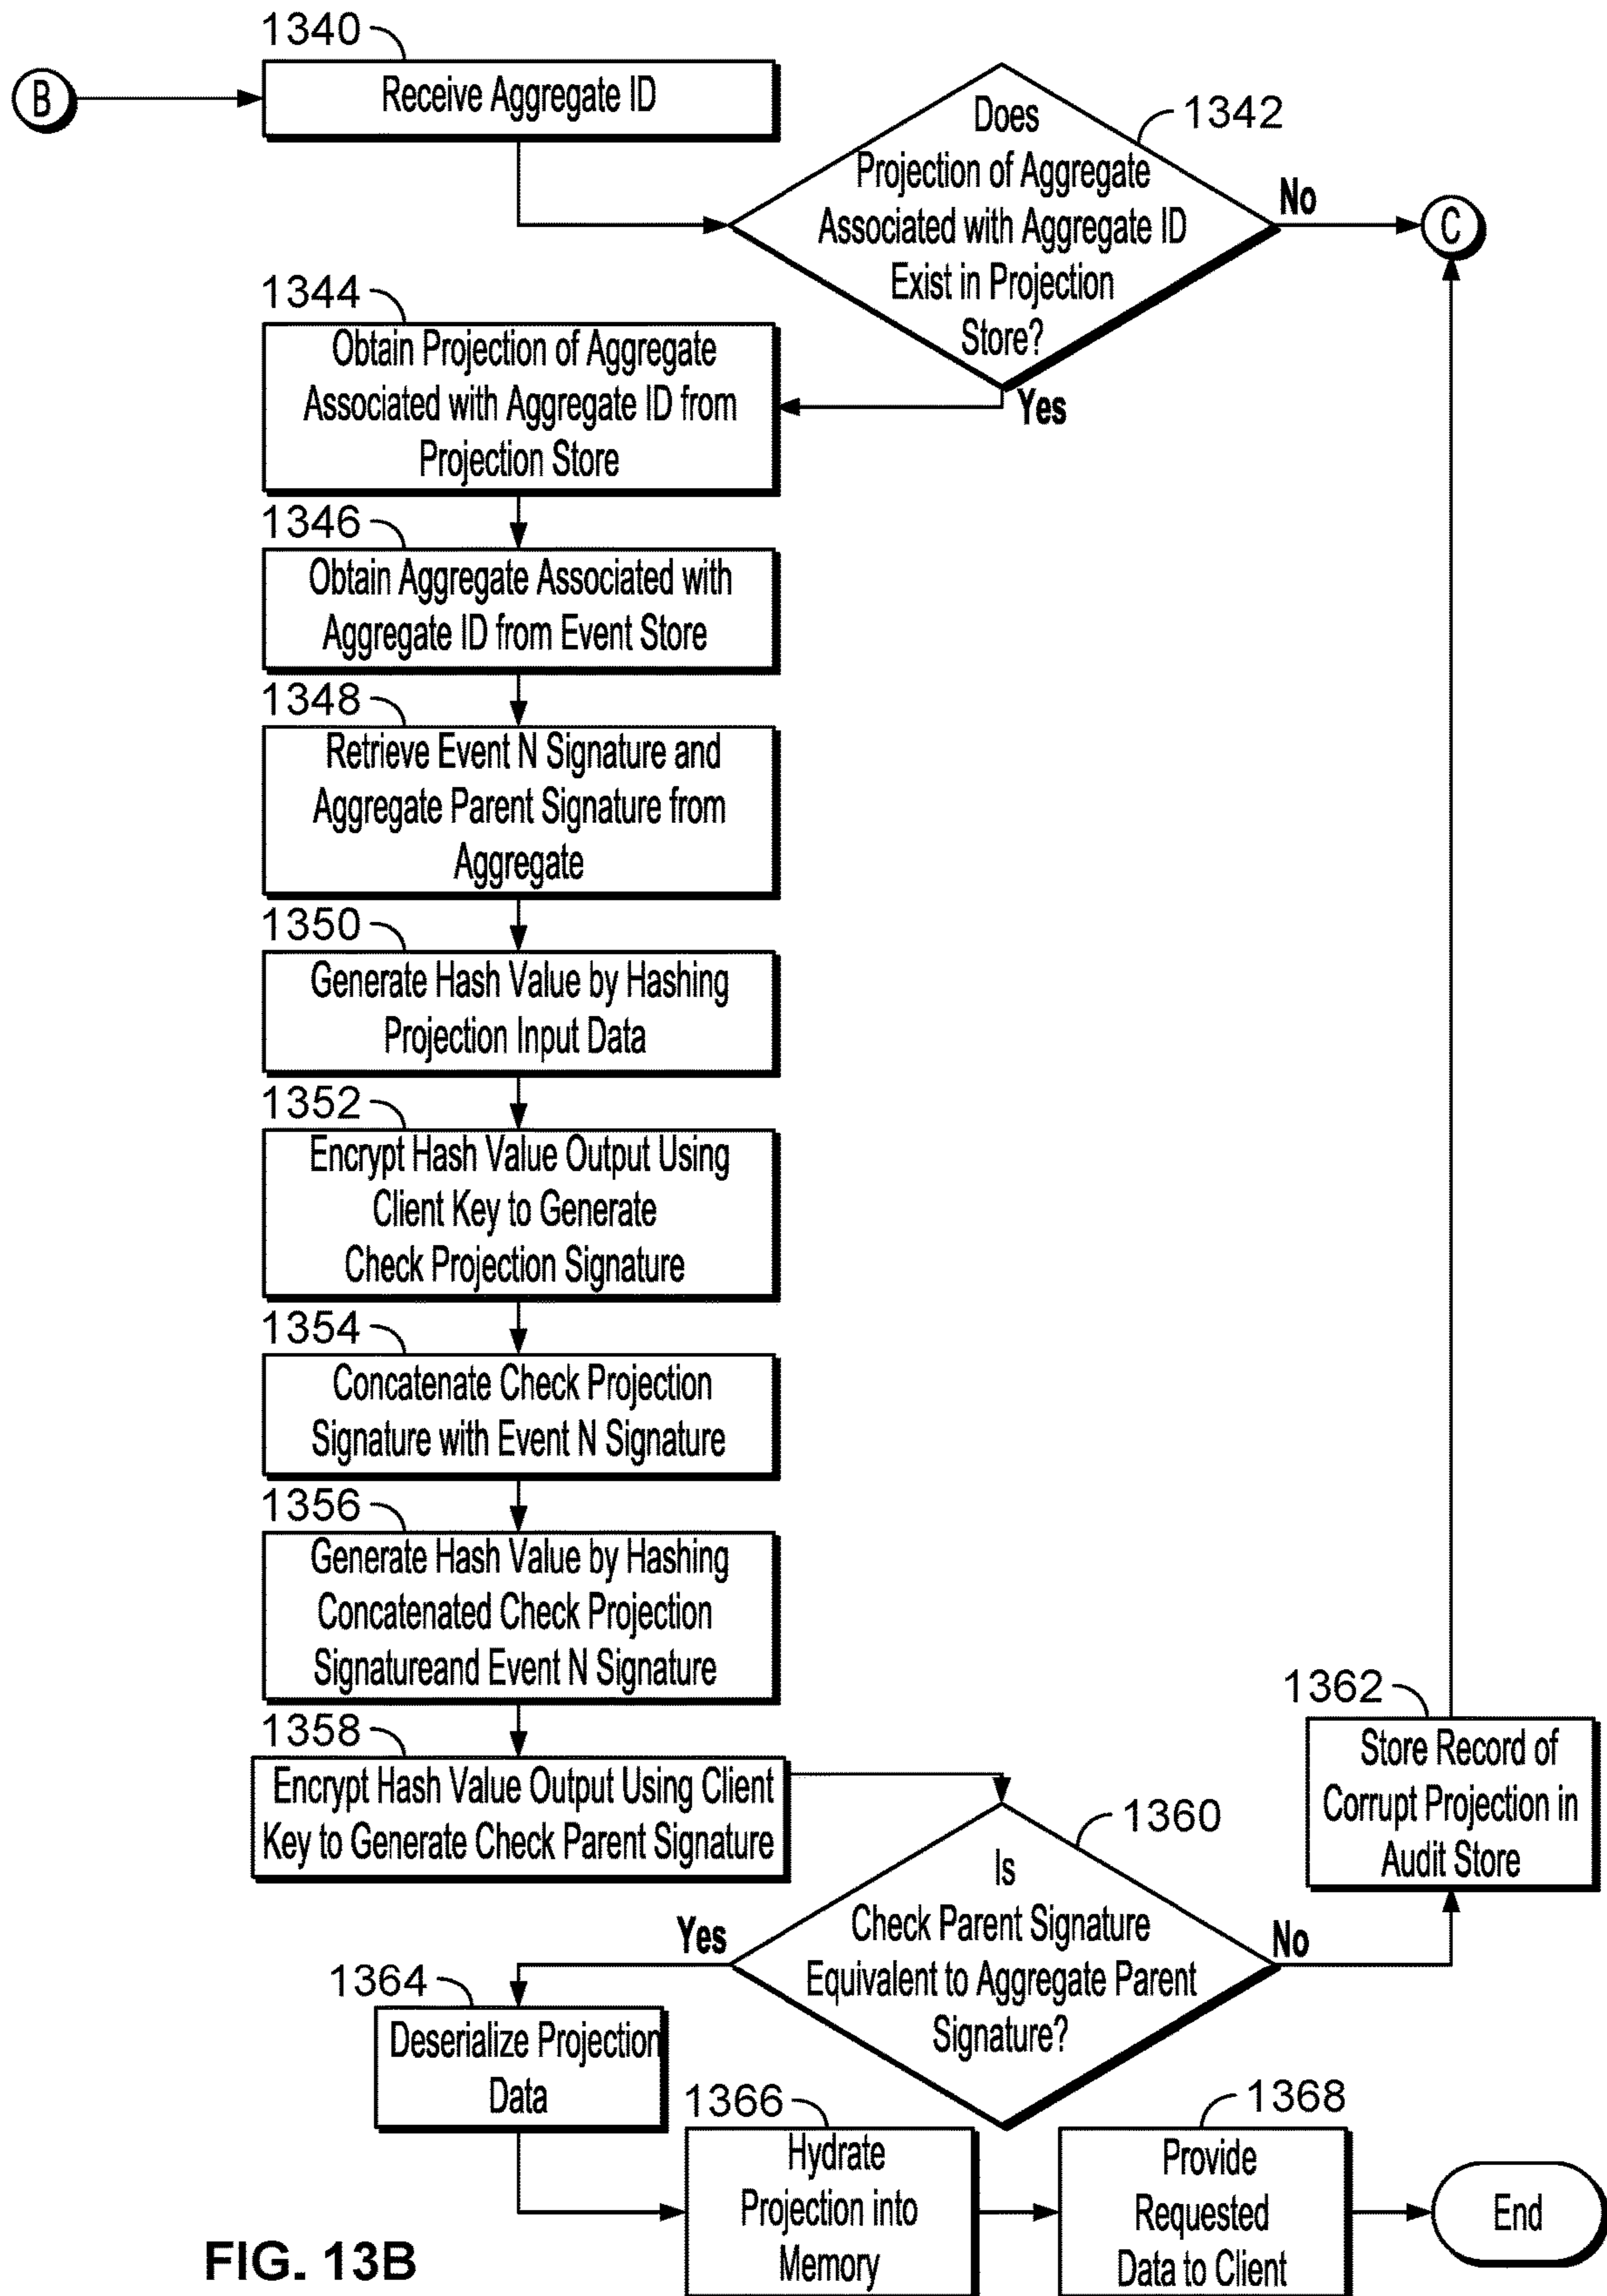 1340
B
Receive Aggregate ID
1342
Does
Projection of Aggregate
Associated with Aggregate ID
Exist in Projection
Store?
No
C
Yes
1344
Obtain Projection of Aggregate
Associated with Aggregate ID from
Projection Store
1346
Obtain Aggregate Associated with
Aggregate ID from Event Store
1348
Retrieve Event N Signature and
Aggregate Parent Signature from
Aggregate
1350
Generate Hash Value by Hashing
Projection Input Data
1352
Encrypt Hash Value Output Using
Client Key to Generate
Check Projection Signature
1354
Concatenate Check Projection
Signature with Event N Signature
1356
Generate Hash Value by Hashing
Concatenated Check Projection
Signatureand Event N Signature
1358
Encrypt Hash Value Output Using Client
Key to Generate Check Parent Signature
1360
Is
Check Parent Signature
Equivalent to Aggregate Parent
Signature?
Yes
No
1362
Store Record of
Corrupt Projection in
Audit Store
1364
Deserialize Projection
Data
1366
Hydrate
Projection into
Memory
1368
Provide
Requested
Data to Client
End
FIG. 13B